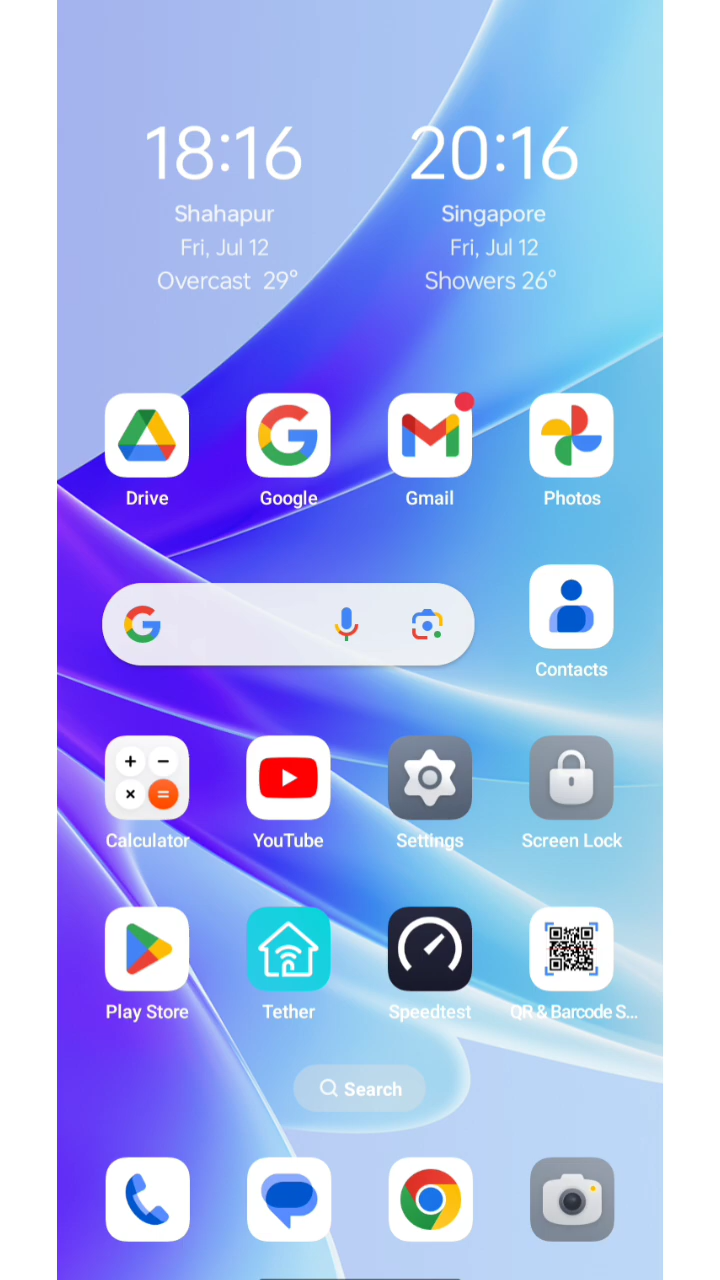 18:16 20:16
Shahapur Singapore
Fri, Jul 12 Fri, Jul 12
Overcast 29° Showers 26°
Drive Google Gmail Photos
Contacts
Calculator YouTube Settings Screen Lock
Play Store Tether Speedtest QR & Barcode S...
Search